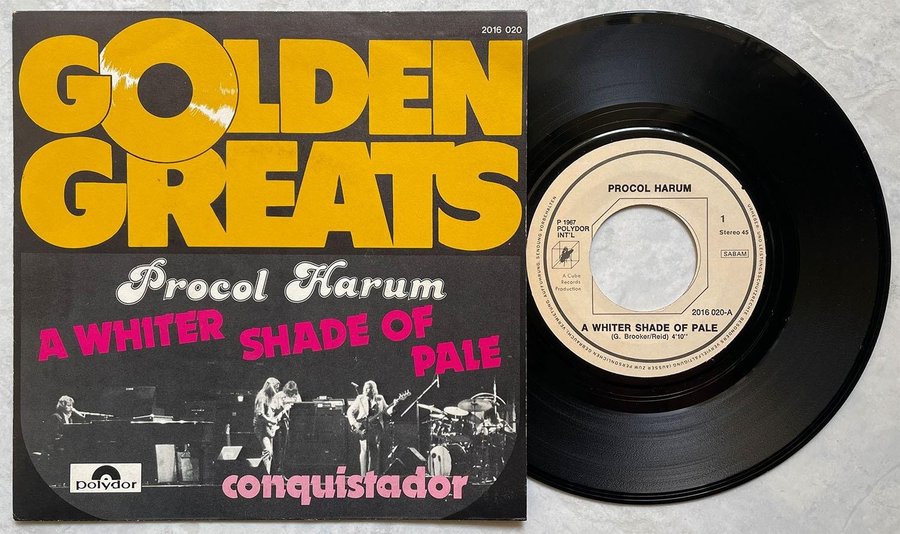 2016 020
GOLDEN
GREATS
Procol Harum
A WHITER SHADE OF
PALE
conquistador
polydor
PROCOL HARUM
P 1967
POLYDOR
INT'L
1
Stereo 45
SABAM
A Cube
Records
Production
2016 020-A
A WHITER SHADE OF PALE
(G. Brooker/Reid) 4'10"